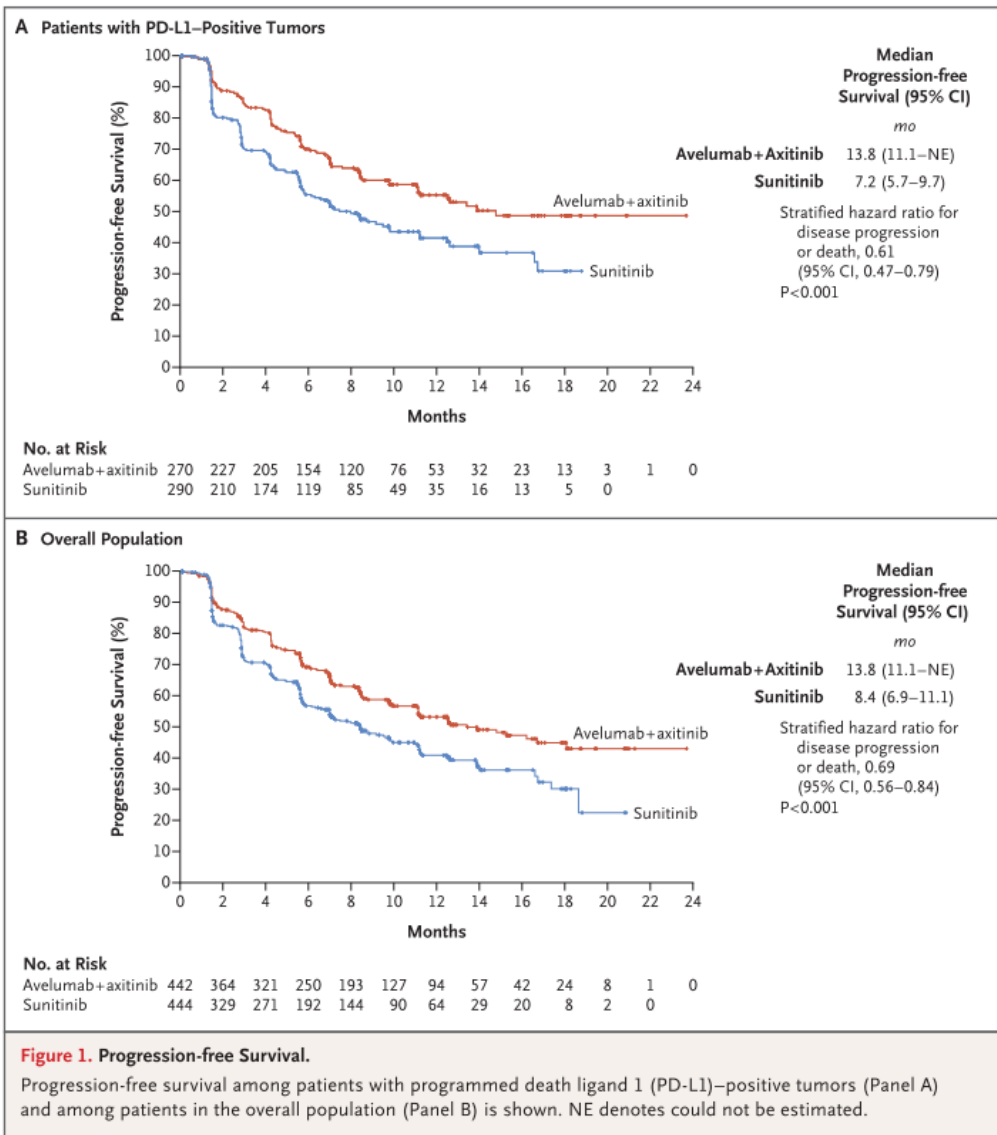 A Patients with PD-L1–Positive Tumors
Progression-free Survival (%)
100
90
80
70
60
50
40
30
20
10
0
0 2 4 6 8 10 12 14 16 18 20 22 24
Months
Avelumab+axitinib
Sunitinib
Median
Progression-free
Survival (95% CI)
mo
Avelumab+Axitinib 13.8 (11.1–NE)
Sunitinib 7.2 (5.7–9.7)
Stratified hazard ratio for
disease progression
or death, 0.61
(95% CI, 0.47–0.79)
P<0.001
No. at Risk
Avelumab+axitinib 270 227 205 154 120 76 53 32 23 13 3 1 0
Sunitinib 290 210 174 119 85 49 35 16 13 5 0
B Overall Population
Progression-free Survival (%)
100
90
80
70
60
50
40
30
20
10
0
0 2 4 6 8 10 12 14 16 18 20 22 24
Months
Avelumab+axitinib
Sunitinib
Median
Progression-free
Survival (95% CI)
mo
Avelumab+Axitinib 13.8 (11.1–NE)
Sunitinib 8.4 (6.9–11.1)
Stratified hazard ratio for
disease progression
or death, 0.69
(95% CI, 0.56–0.84)
P<0.001
No. at Risk
Avelumab+axitinib 442 364 321 250 193 127 94 57 42 24 8 1 0
Sunitinib 444 329 271 192 144 90 64 29 20 8 2 0
Figure 1. Progression-free Survival.
Progression-free survival among patients with programmed death ligand 1 (PD-L1)–positive tumors (Panel A)
and among patients in the overall population (Panel B) is shown. NE denotes could not be estimated.